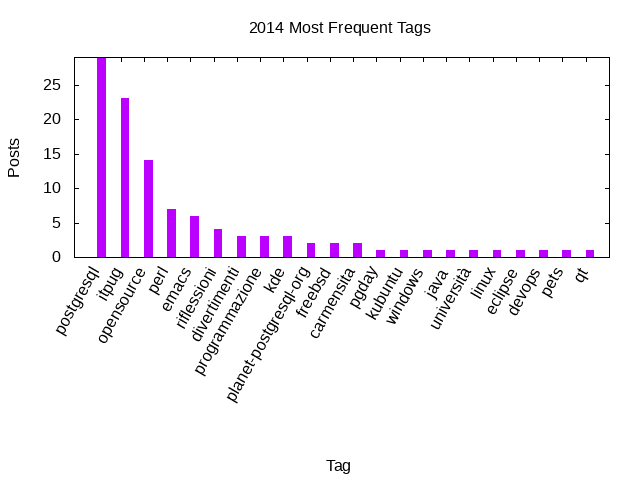 2014 Most Frequent Tags
Posts
25
20
15
10
5
0
postgresql
itpug
opensource
perl
emacs
riflessioni
divertimenti
programmazione
kde
planet-postgresql-org
freebsd
carmensita
pgday
kubuntu
windows
java
università
linux
eclipse
devops
pets
qt
Tag